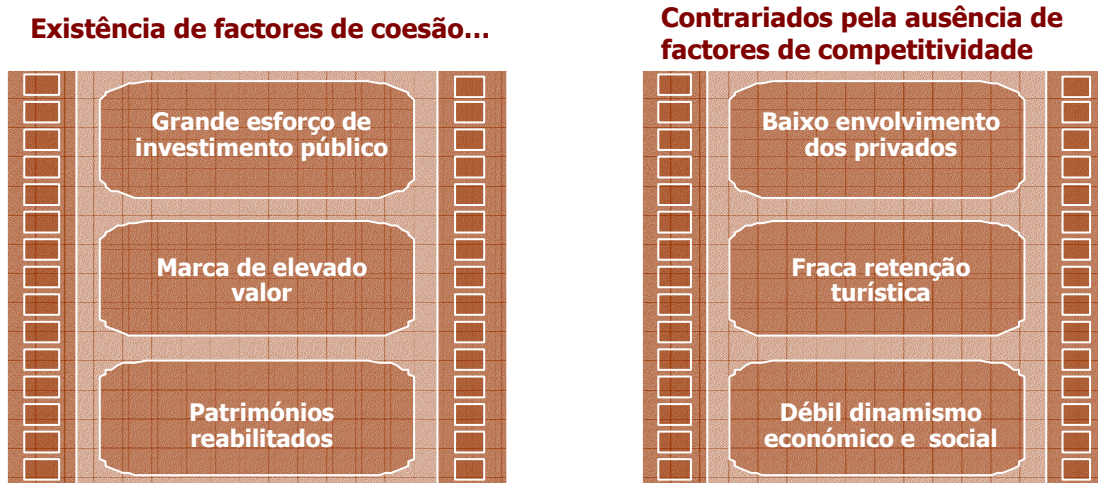 Existência de factores de coesão...
Grande esforço de
investimento público
Marca de elevado
valor
Patrimónios
reabilitados
Contrariados pela ausência de
factores de competitividade
Baixo envolvimento
dos privados
Fraca retenção
turística
Débil dinamismo
económico e social